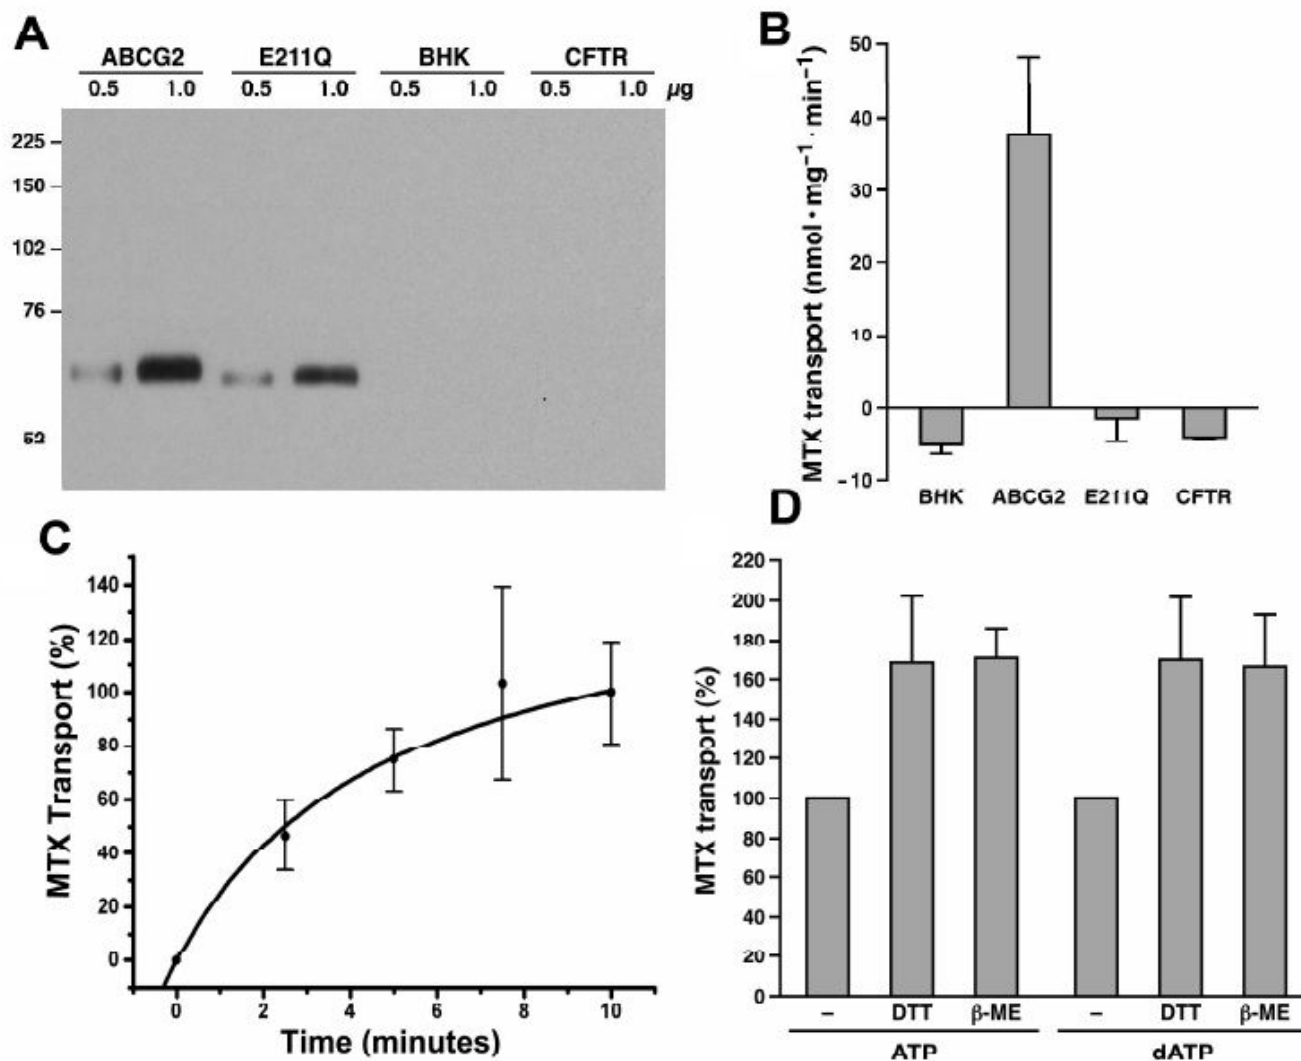 A
ABCG2 E211Q BHK CFTR
0.5 1.0 0.5 1.0 0.5 1.0 0.5 1.0 µg
225
150
102
76
52
B
MTX transport (nmol·mg⁻¹·min⁻¹)
50
40
30
20
10
0
-10
BHK ABCG2 E211Q CFTR
C
MTX Transport (%)
140
120
100
80
60
40
20
0
0 2 4 6 8 10
Time (minutes)
D
MTX transport (%)
220
200
180
160
140
120
100
80
60
40
20
0
– DTT β-ME – DTT β-ME
ATP dATP